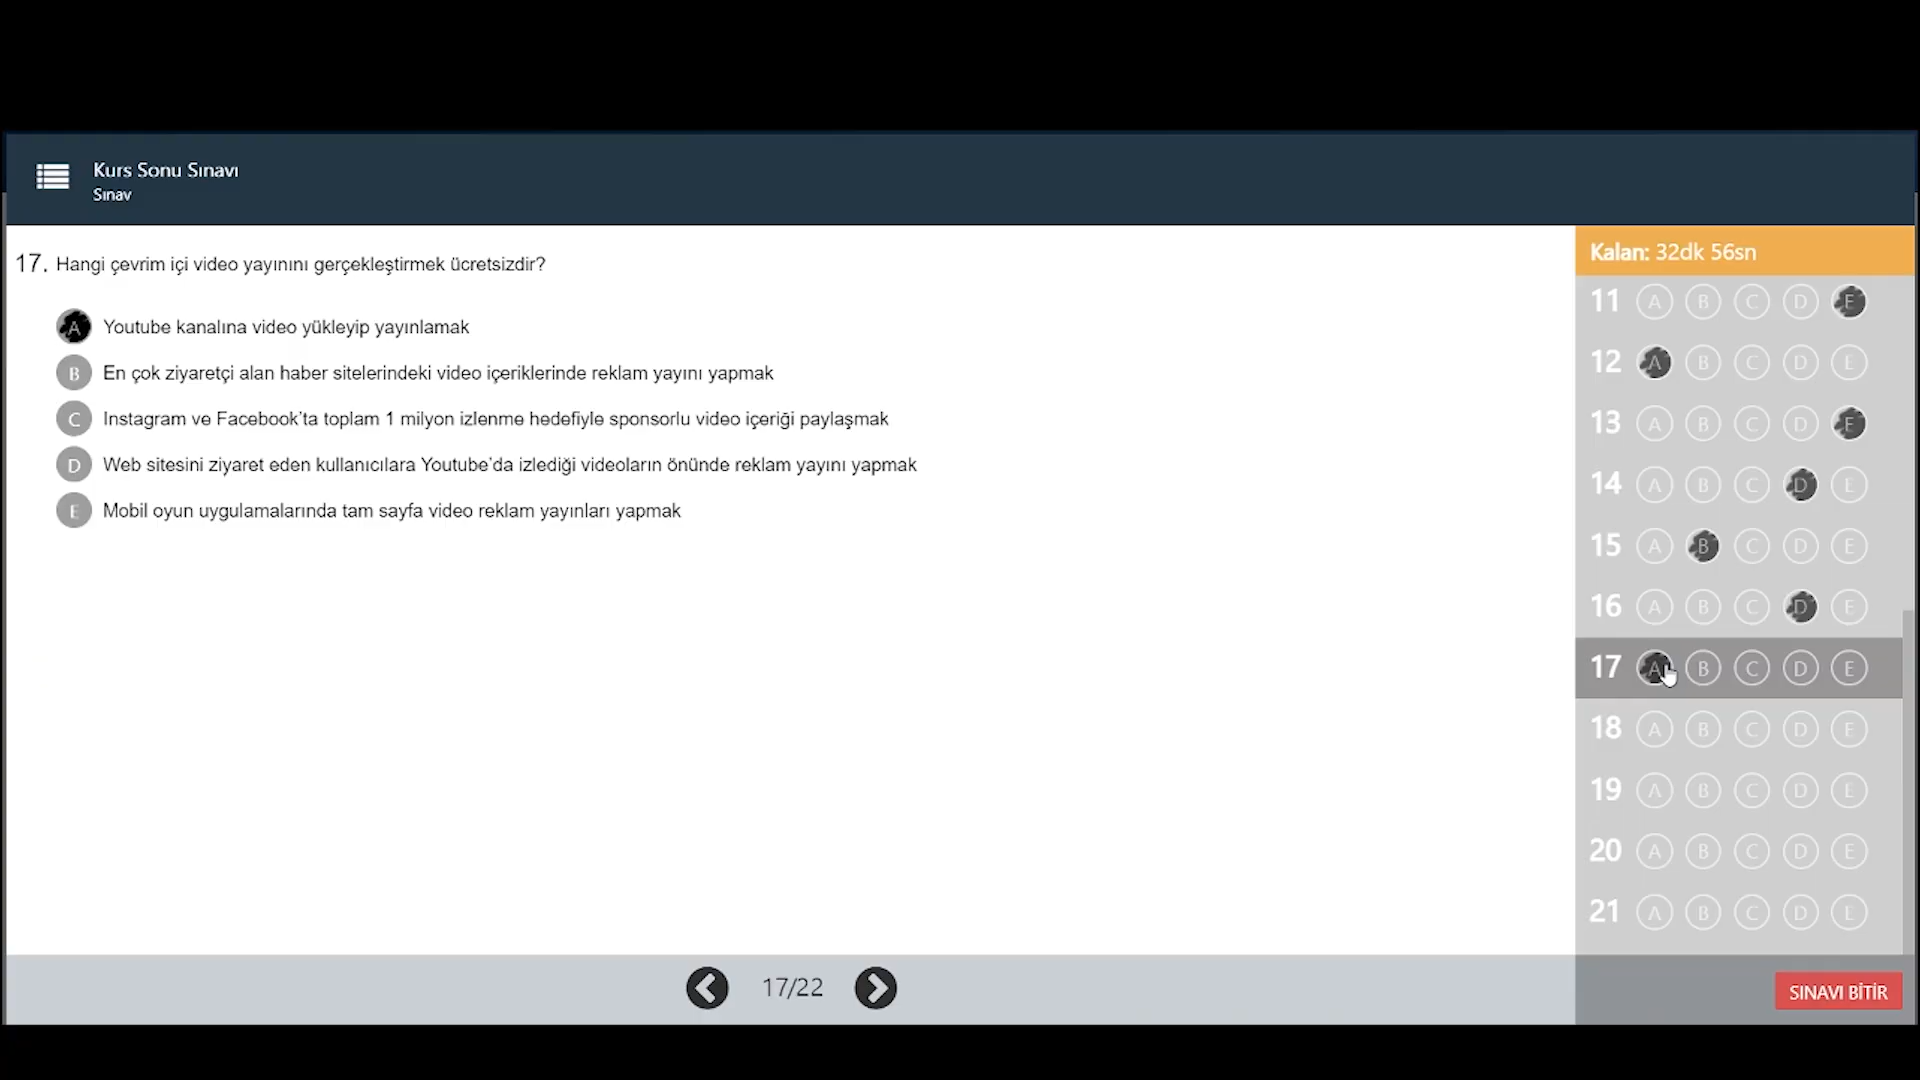 Kurs Sonu Sınavı
Sınav
17. Hangi çevrim içi video yayınını gerçekleştirmek ücretsizdir?
A Youtube kanalına video yükleyip yayınlamak
B En çok ziyaretçi alan haber sitelerindeki video içeriklerinde reklam yayını yapmak
C Instagram ve Facebook'ta toplam 1 milyon izlenme hedefiyle sponsorlu video içeriği paylaşmak
D Web sitesini ziyaret eden kullanıcılara Youtube'da izlediği videoların önünde reklam yayını yapmak
E Mobil oyun uygulamalarında tam sayfa video reklam yayınları yapmak
Kalan: 32dk 56sn
11 A B C D E
12 A B C D E
13 A B C D E
14 A B C D E
15 A B C D E
16 A B C D E
17 A B C D E
18 A B C D E
19 A B C D E
20 A B C D E
21 A B C D E
17/22
SINAVI BİTİR